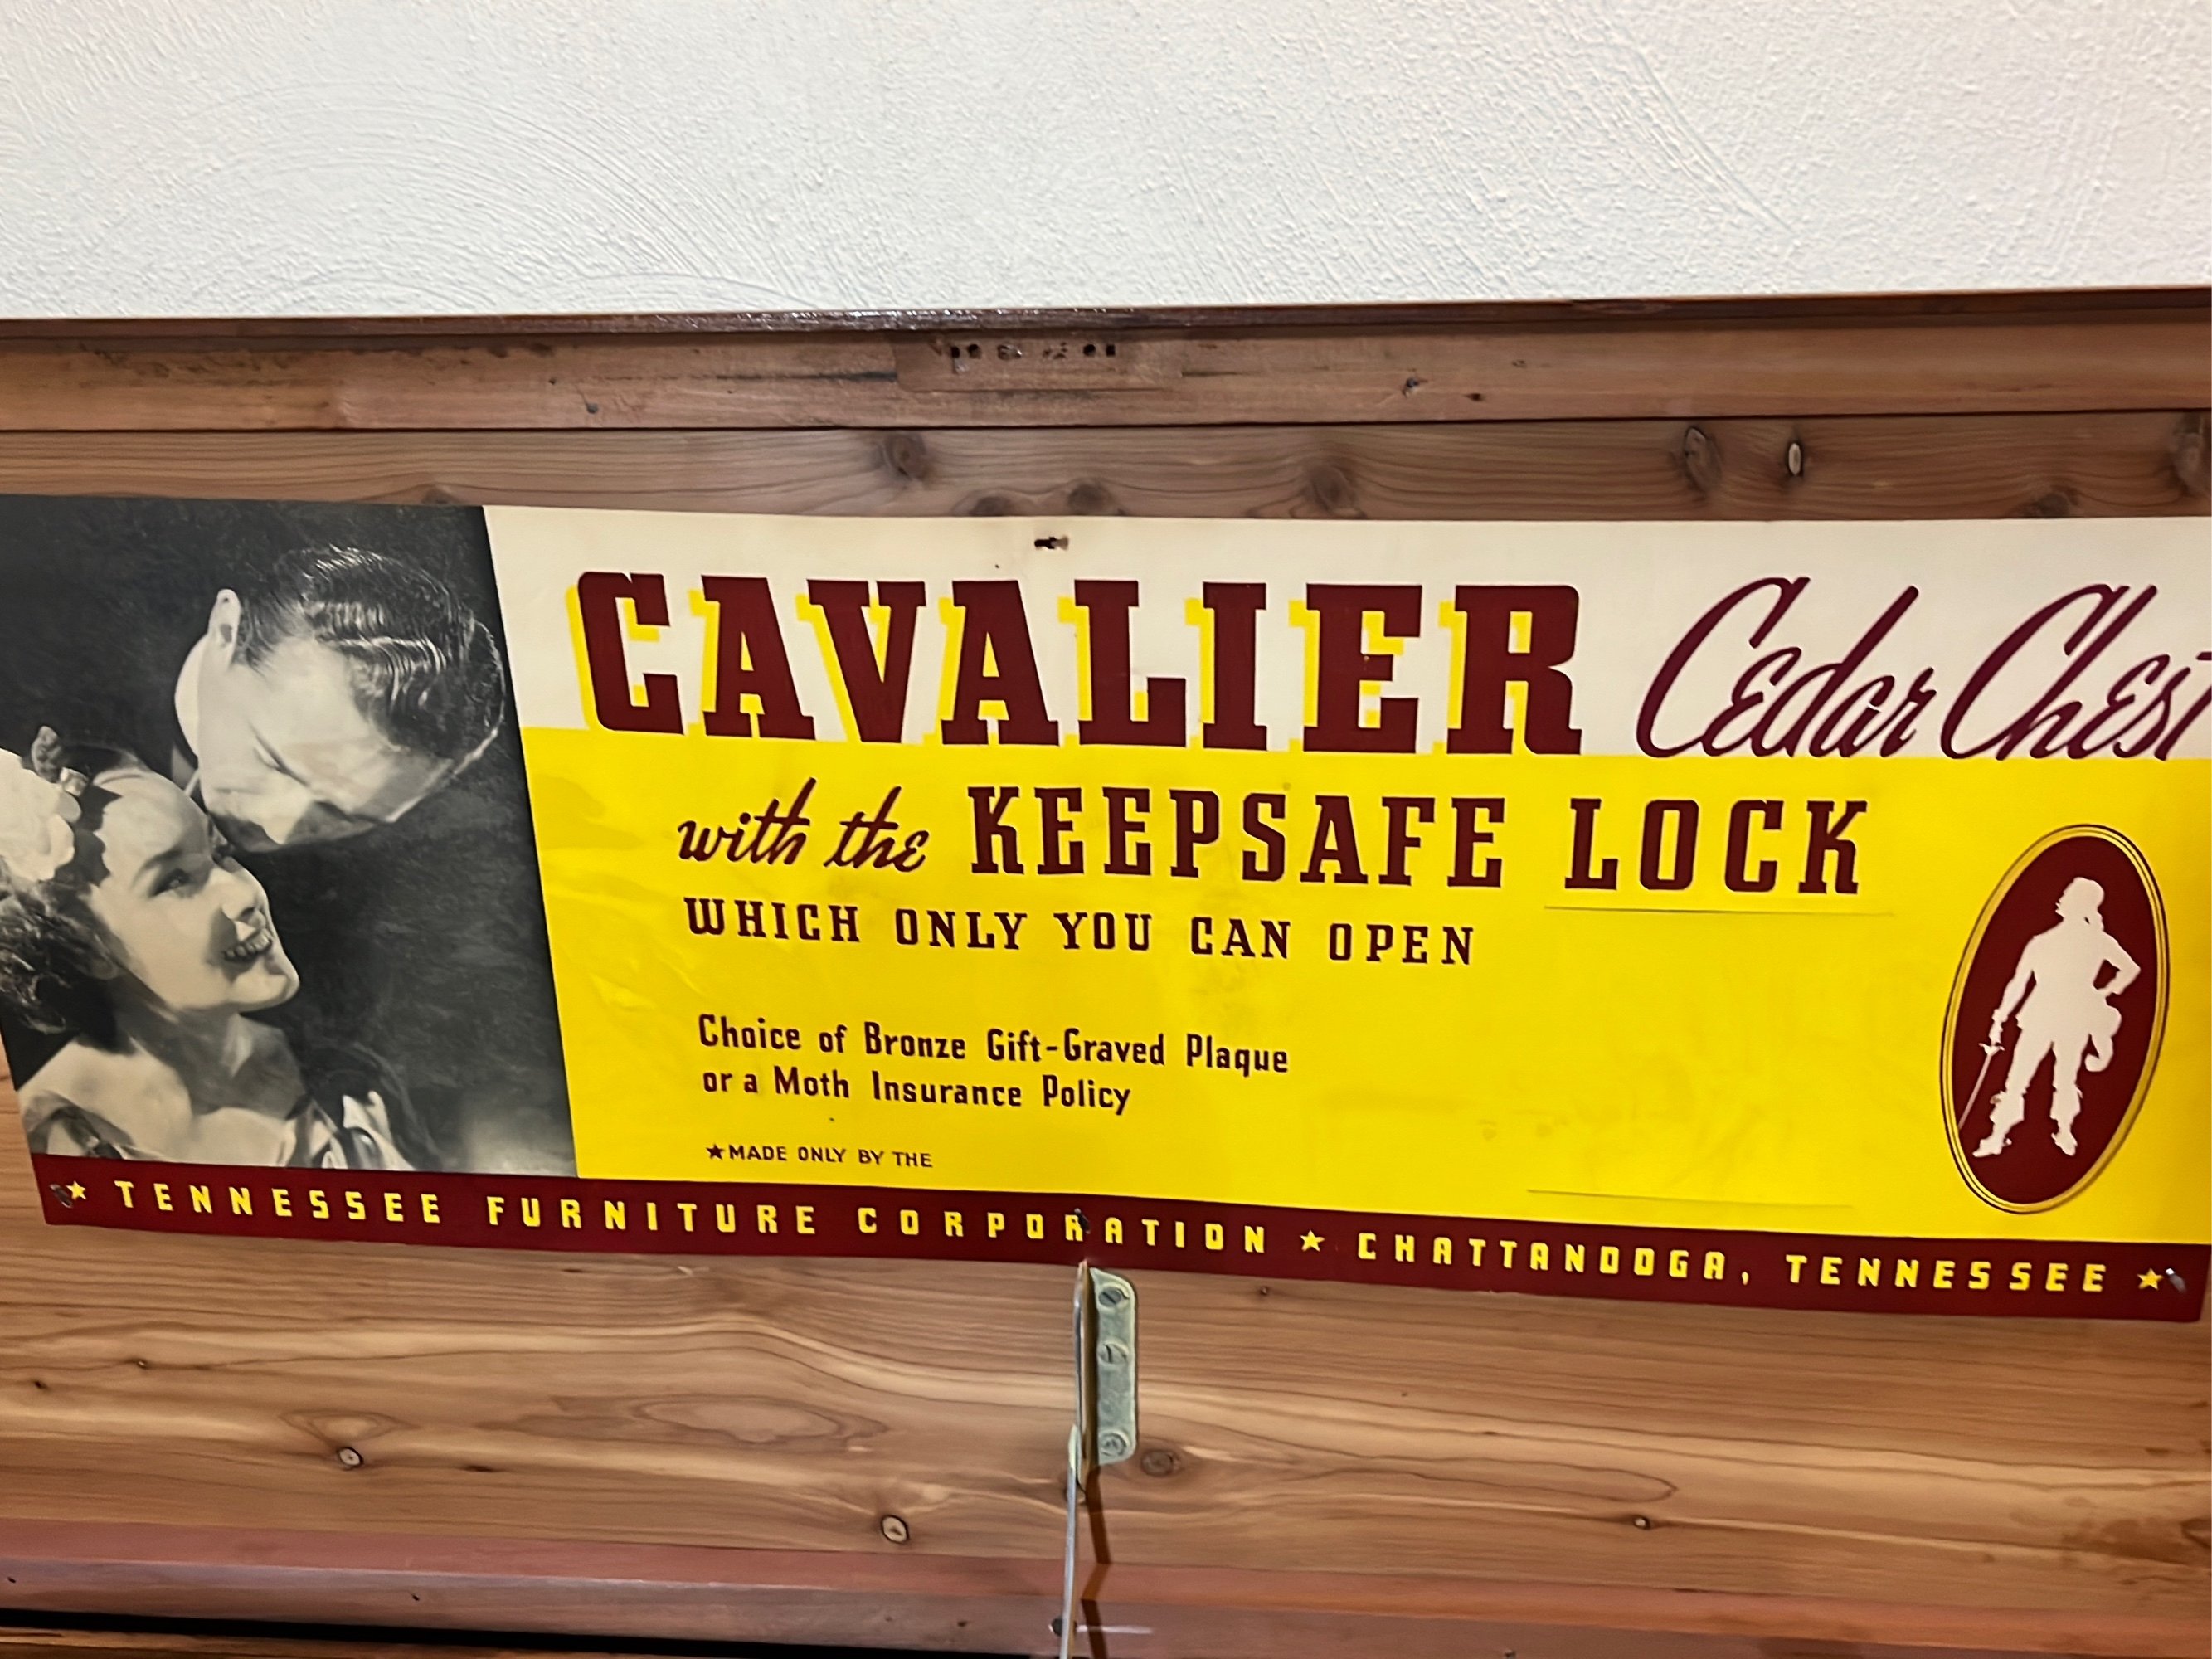 CAVALIER Cedar Chest
with the KEEPSAFE LOCK
WHICH ONLY YOU CAN OPEN
Choice of Bronze Gift-Graved Plaque
or a Moth Insurance Policy
★MADE ONLY BY THE
★ TENNESSEE FURNITURE CORPORATION ★ CHATTANOOGA, TENNESSEE ★